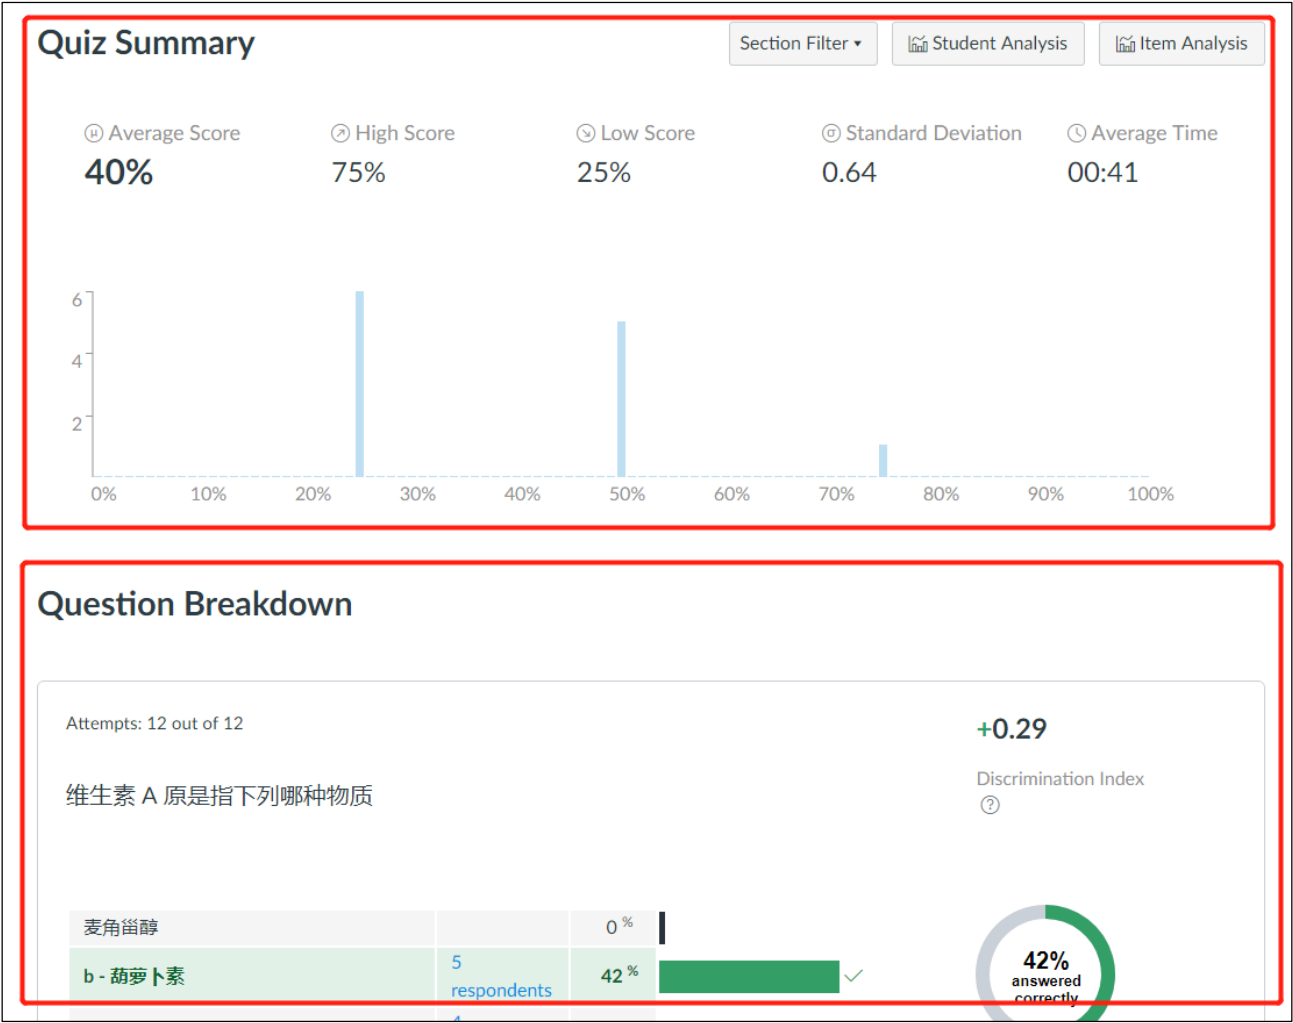 Quiz Summary
Section Filter ▾
Student Analysis
Item Analysis
μ Average Score
High Score
Low Score
σ Standard Deviation
Average Time
40%
75%
25%
0.64
00:41
6
4
2
0% 10% 20% 30% 40% 50% 60% 70% 80% 90% 100%
Question Breakdown
Attempts: 12 out of 12
+0.29
Discrimination Index
?
维生素 A 原是指下列哪种物质
麦角甾醇 0 %
b - 葫萝卜素
5
respondents
42 %
42%
answered
correctly